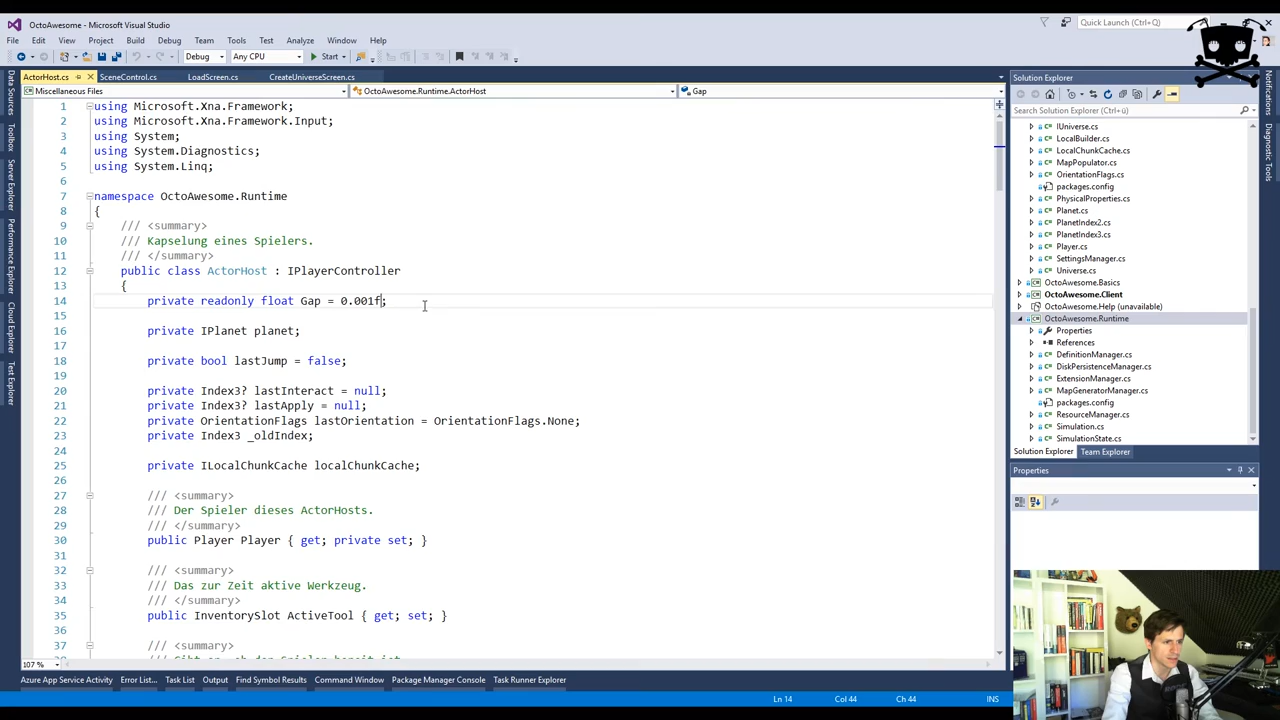 OctoAwesome - Microsoft Visual Studio
Quick Launch (Ctrl+Q)
File Edit View Project Build Debug Team Tools Test Analyze Window Help
Debug Any CPU Start
ActorHost.cs SceneControl.cs LoadScreen.cs CreateUniverseScreen.cs
Miscellaneous Files OctoAwesome.Runtime.ActorHost Gap
Data Sources
Toolbox
Server Explorer
Performance Explorer
Test Explorer
1 using Microsoft.Xna.Framework;
2 using Microsoft.Xna.Framework.Input;
3 using System;
4 using System.Diagnostics;
5 using System.Linq;
6
7 namespace OctoAwesome.Runtime
8 {
9 /// <summary>
10 /// Kapselung eines Spielers.
11 /// </summary>
12 public class ActorHost : IPlayerController
13 {
14 private readonly float Gap = 0.001f;
15
16 private IPlanet planet;
17
18 private bool lastJump = false;
19
20 private Index3? lastInteract = null;
21 private Index3? lastApply = null;
22 private OrientationFlags lastOrientation = OrientationFlags.None;
23 private Index3 _oldIndex;
24
25 private ILocalChunkCache localChunkCache;
26
27 /// <summary>
28 /// Der Spieler dieses ActorHosts.
29 /// </summary>
30 public Player Player { get; private set; }
31
32 /// <summary>
33 /// Das zur Zeit aktive Werkzeug.
34 /// </summary>
35 public InventorySlot ActiveTool { get; set; }
36
37 /// <summary>
107 %
Solution Explorer
Search Solution Explorer (Ctrl+ü)
IUniverse.cs
LocalBuilder.cs
LocalChunkCache.cs
MapPopulator.cs
OrientationFlags.cs
packages.config
PhysicalProperties.cs
Planet.cs
PlanetIndex2.cs
PlanetIndex3.cs
Player.cs
SettingsManager.cs
Universe.cs
OctoAwesome.Basics
OctoAwesome.Client
OctoAwesome.Help (unavailable)
OctoAwesome.Runtime
Properties
References
DefinitionManager.cs
DiskPersistenceManager.cs
ExtensionManager.cs
MapGeneratorManager.cs
packages.config
ResourceManager.cs
Simulation.cs
SimulationState.cs
Solution Explorer Team Explorer
Properties
Notifications
Diagnostic Tools
Azure App Service Activity Error List... Task List Output Find Symbol Results Command Window Package Manager Console Task Runner Explorer
Ln 14 Col 44 Ch 44 INS